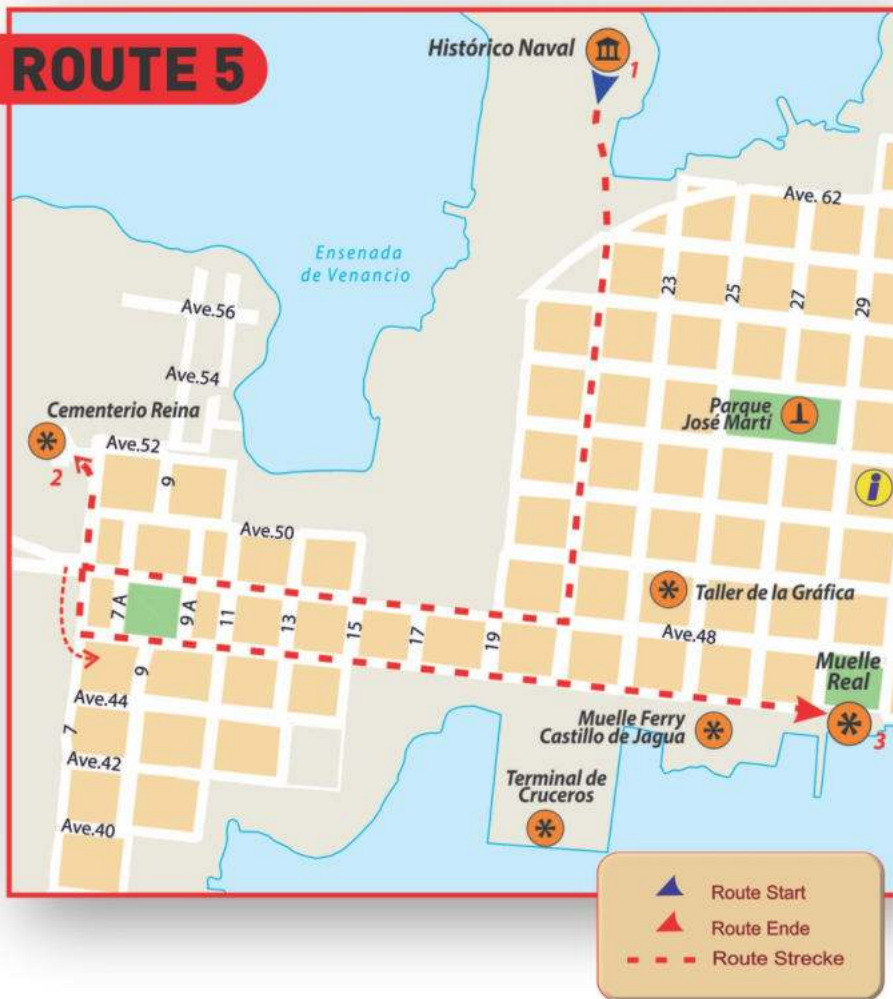 ROUTE 5
Histórico Naval
1
Ave. 62
Ensenada
de Venancio
23
25
27
29
Ave.56
Ave.54
Parque
José Martí
Cementerio Reina
Ave.52
2
9
i
Ave.50
Taller de la Gráfica
7 A
9 A
11
13
15
17
19
Ave.48
Muelle
Real
9
Ave.44
7
Muelle Ferry
Castillo de Jagua
3
Ave.42
Terminal de
Cruceros
Ave.40
Route Start
Route Ende
Route Strecke